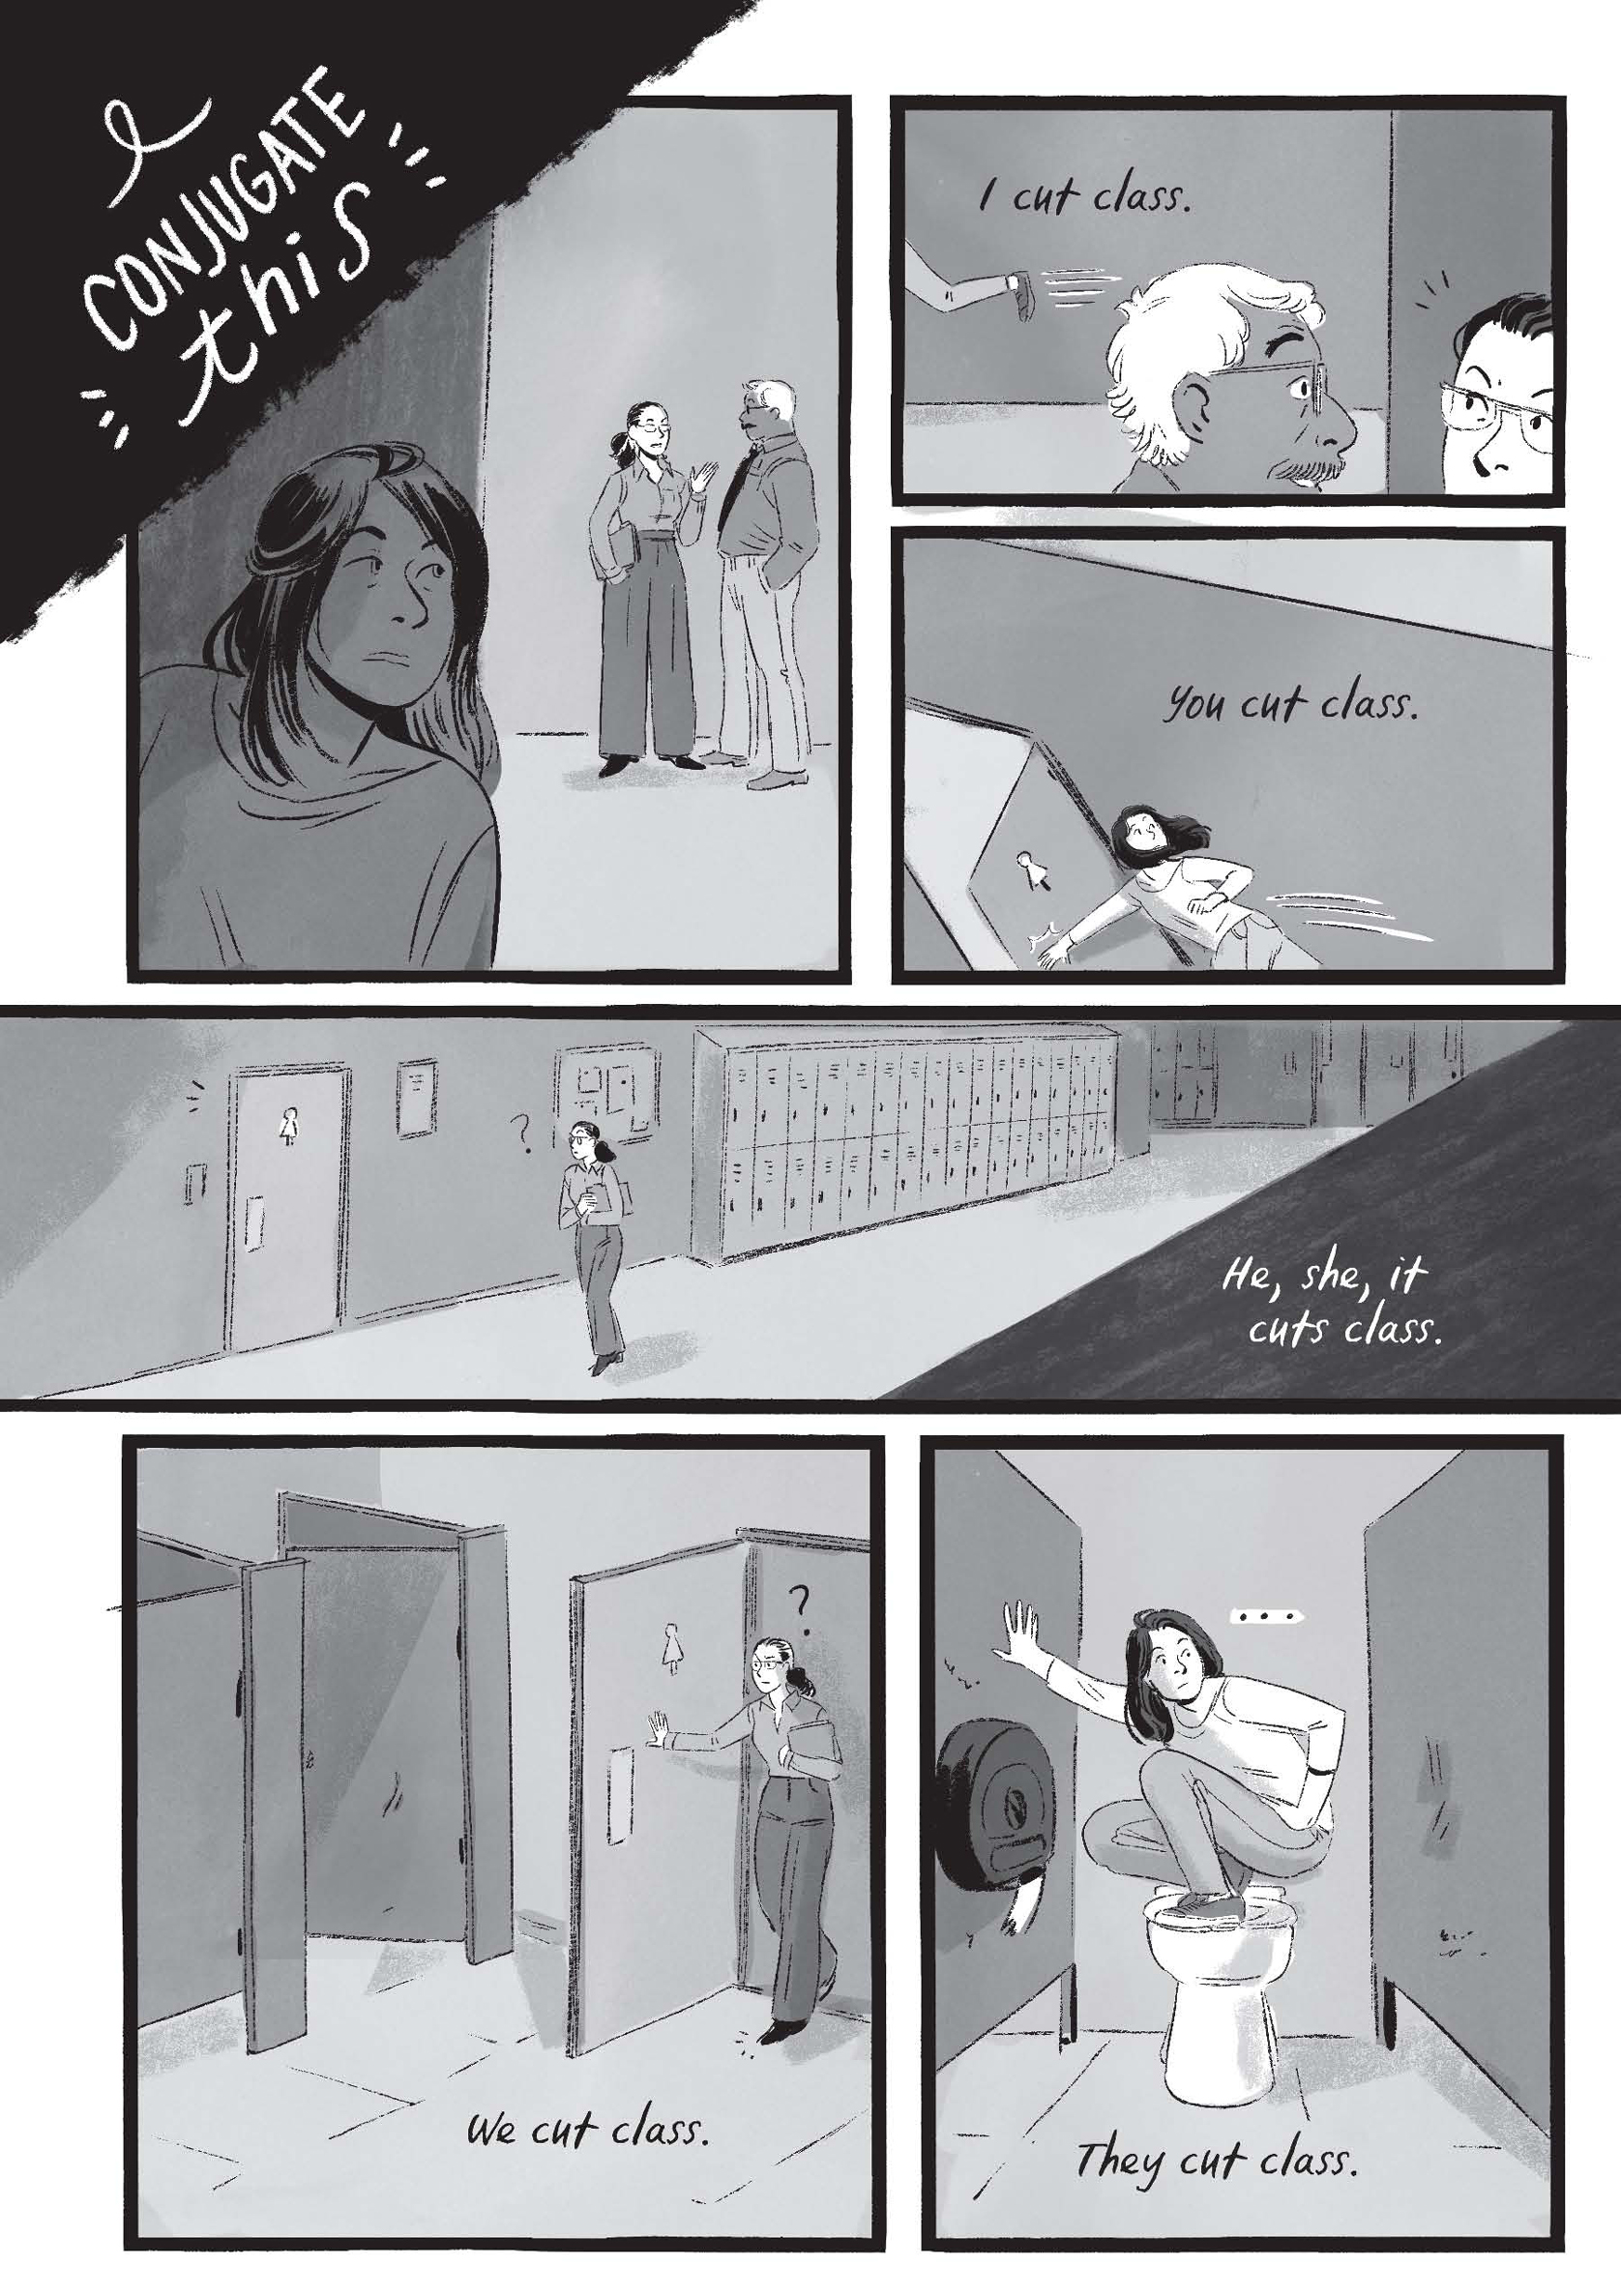 CONJUGATE
this
I cut class.
You cut class.
?
He, she, it
cuts class.
?
We cut class.
...
They cut class.